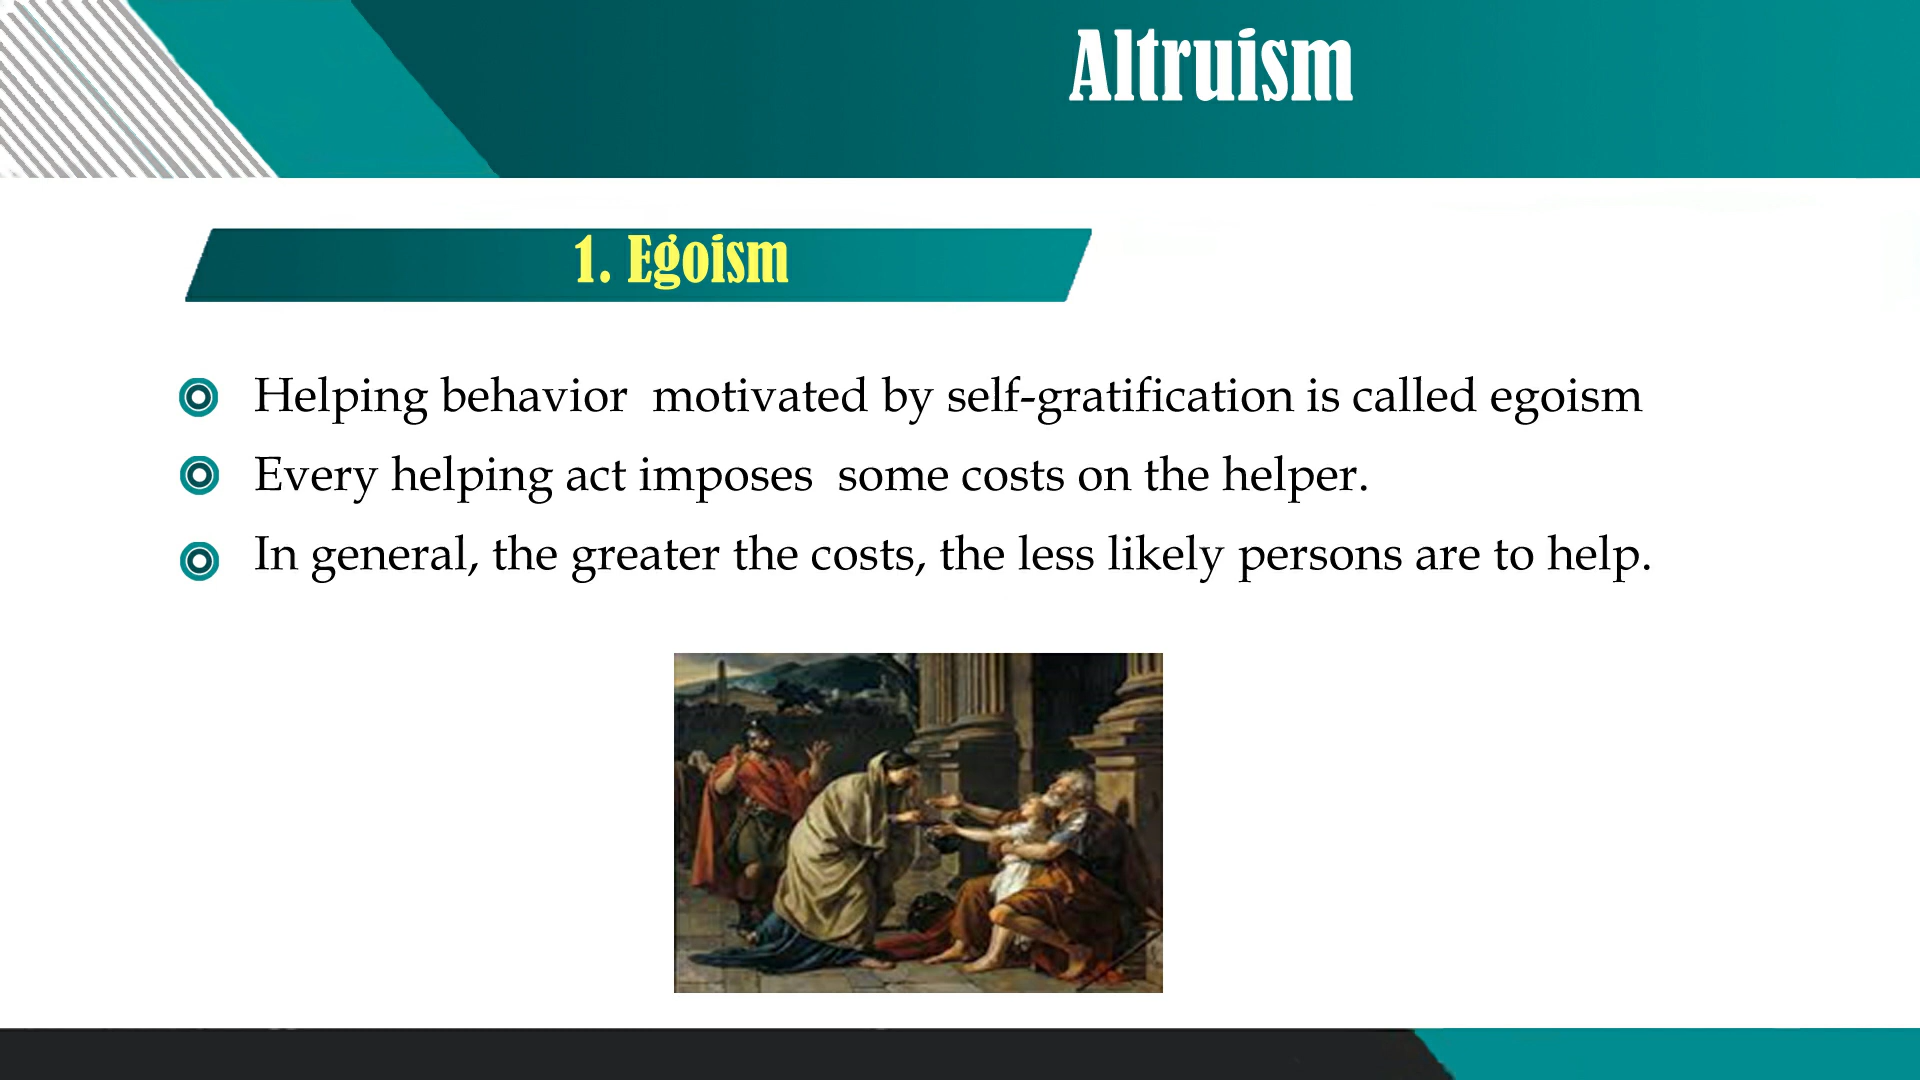 Altruism
1. Egoism
Helping behavior  motivated by self-gratification is called egoism
Every helping act imposes  some costs on the helper.
In general, the greater the costs, the less likely persons are to help.